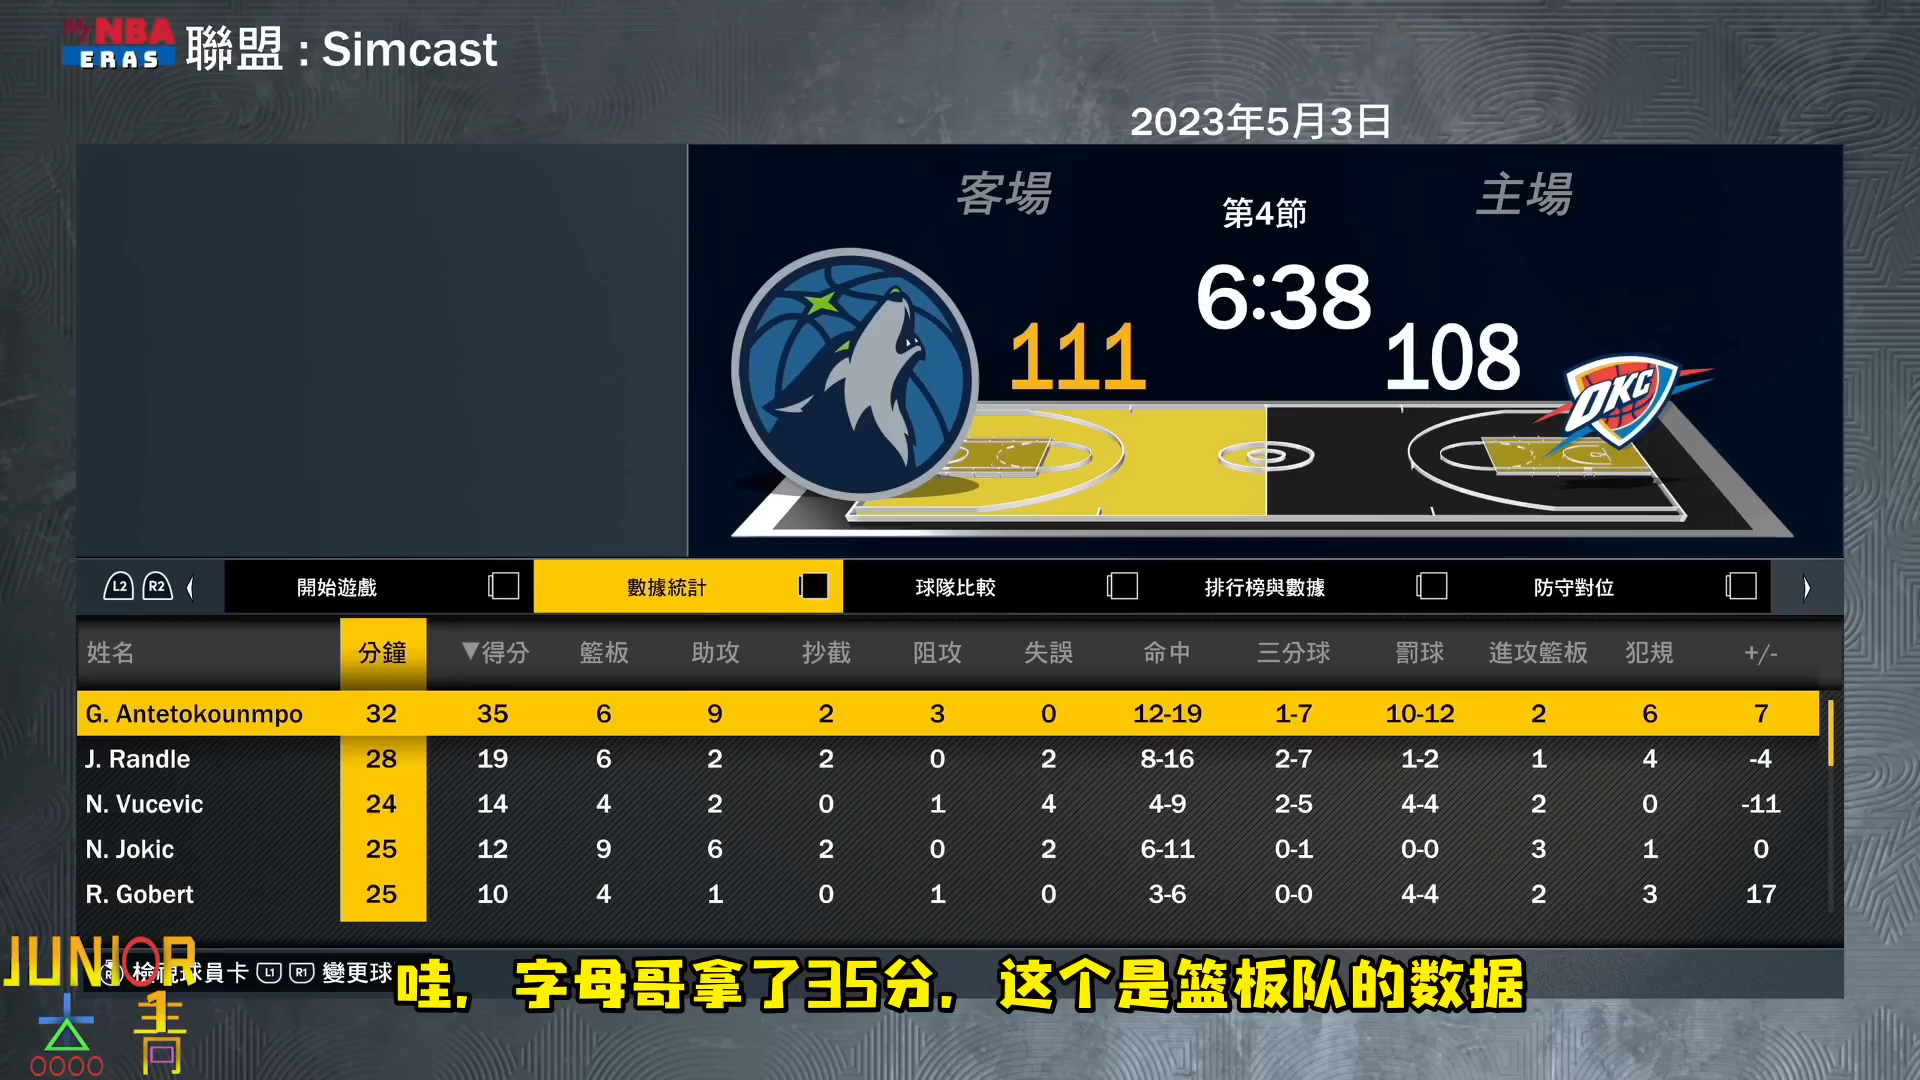 MyNBA
ERAS
聯盟 : Simcast
2023年5月3日
客場
主場
第4節
6:38
111
108
OKC
L2 R2 開始遊戲 數據統計 球隊比較 排行榜與數據 防守對位
姓名 分鐘 ▼得分 籃板 助攻 抄截 阻攻 失誤 命中 三分球 罰球 進攻籃板 犯規 +/-
G. Antetokounmpo 32 35 6 9 2 3 0 12-19 1-7 10-12 2 6 7
J. Randle 28 19 6 2 2 0 2 8-16 2-7 1-2 1 4 -4
N. Vucevic 24 14 4 2 0 1 4 4-9 2-5 4-4 2 0 -11
N. Jokic 25 12 9 6 2 0 2 6-11 0-1 0-0 3 1 0
R. Gobert 25 10 4 1 0 1 0 3-6 0-0 4-4 2 3 17
JUNIOR
檢視球員卡 L1 R1 變更球
哇，字母哥拿了35分，这个是篮板队的数据